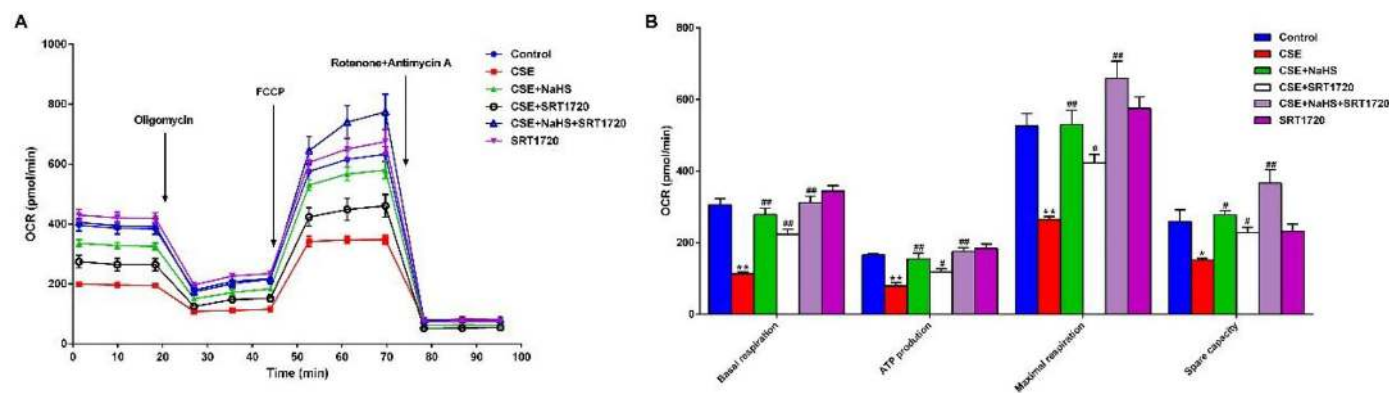 A
OCR (pmol/min)
1000
800
600
400
200
0
0 10 20 30 40 50 60 70 80 90 100
Time (min)
Oligomycin
FCCP
Rotenone+Antimycin A
Control
CSE
CSE+NaHS
CSE+SRT1720
CSE+NaHS+SRT1720
SRT1720
B
OCR (pmol/min)
800
600
400
200
0
**
##
##
##
**
##
#
##
**
##
#
##
*
#
#
##
Basal respiration
ATP prodution
Maximal respiration
Spare capacity
Control
CSE
CSE+NaHS
CSE+SRT1720
CSE+NaHS+SRT1720
SRT1720